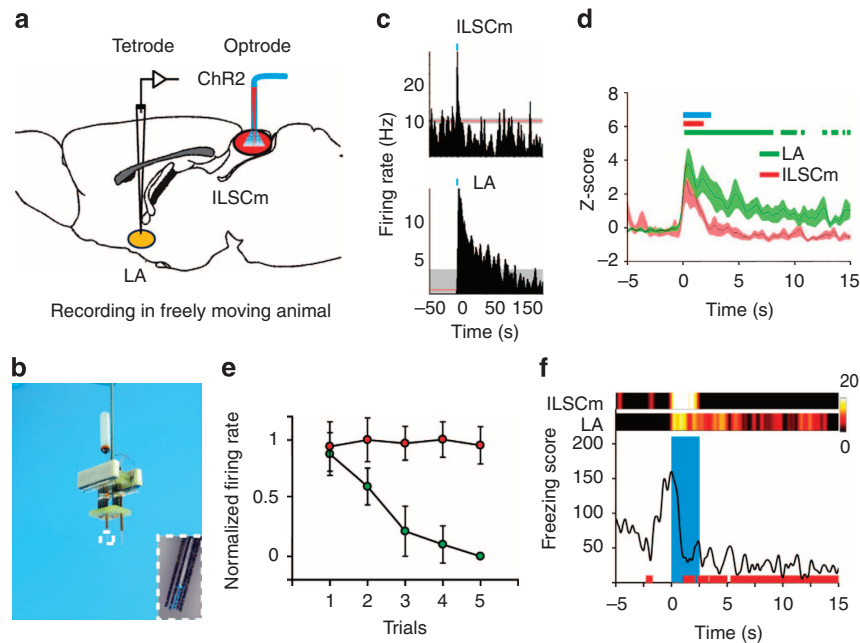 a
Tetrode
Optrode
ChR2
ILSCm
LA
Recording in freely moving animal
b
c
ILSCm
20
10
LA
10
5
Firing rate (Hz)
−50 0 50 150
Time (s)
d
8
6
4
2
0
−2
Z-score
LA
ILSCm
−5 0 5 10 15
Time (s)
e
Normalized firing rate
1
0.5
0
1 2 3 4 5
Trials
f
ILSCm
LA
20
0
200
150
100
50
Freezing score
−5 0 5 10 15
Time (s)